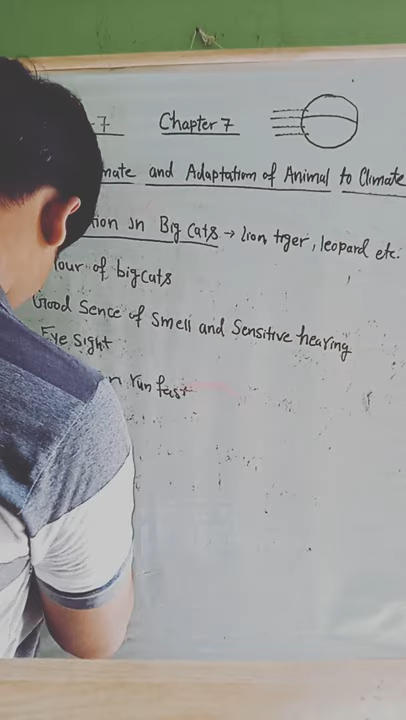 -7 Chapter 7
mate and Adaptation of Animal to Climate
tion in Big Cats → lion tiger, leopard etc.
lour of bigcats
Good Sence of Smell and Sensitive hearing
Eye Sight
n run fast